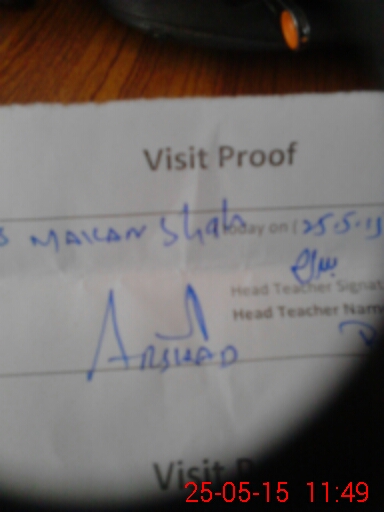 Visit Proof
MAKAN Shah today on (25-5-15
Head Teacher Signat
Head Teacher Nam
ARSHAD
Visit P
25-05-15 11:49